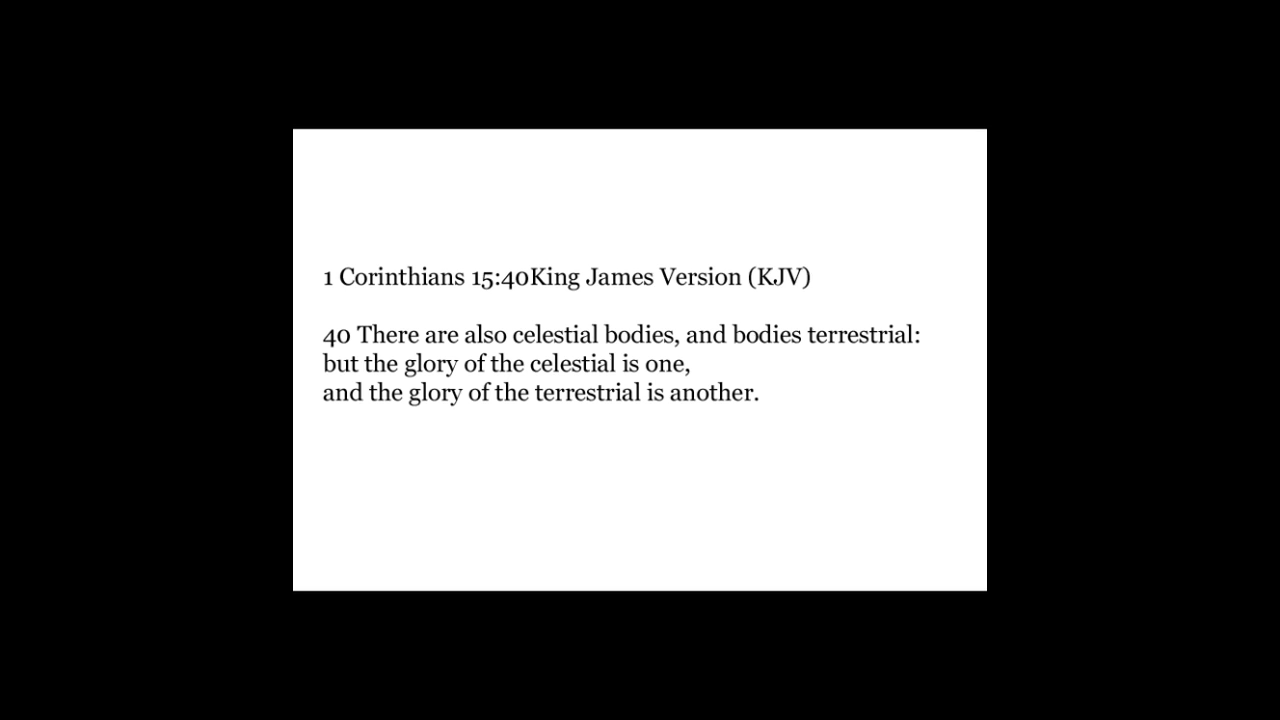 1 Corinthians 15:40King James Version (KJV)
40 There are also celestial bodies, and bodies terrestrial:
but the glory of the celestial is one,
and the glory of the terrestrial is another.